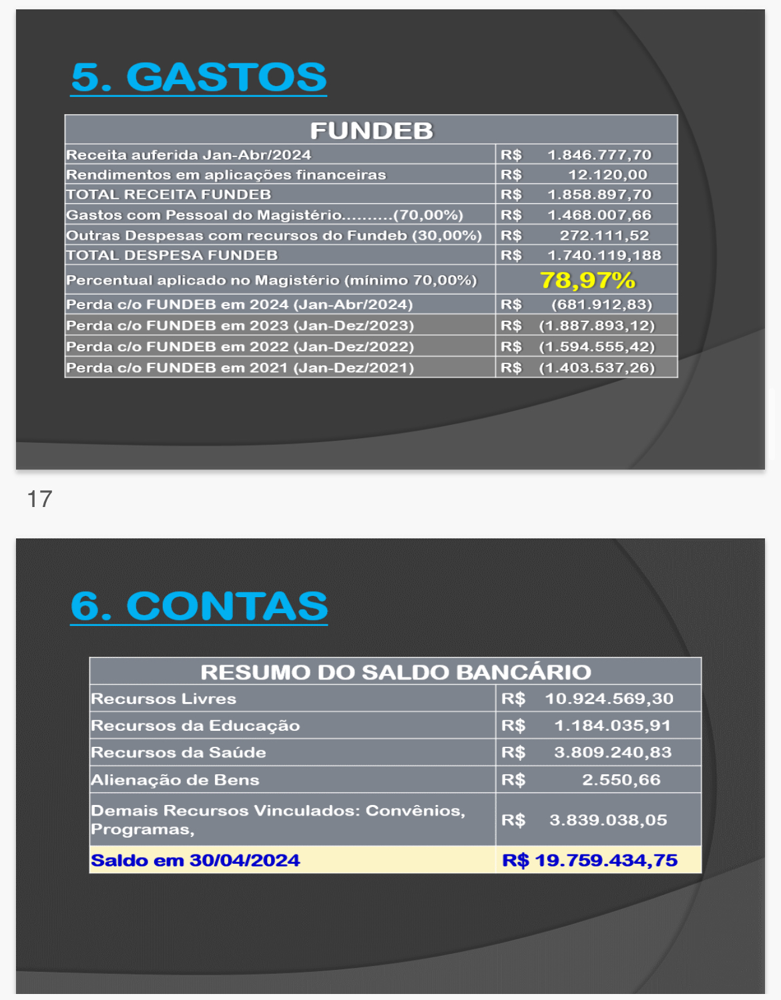 5. GASTOS
FUNDEB
Receita auferida Jan-Abr/2024 R$ 1.846.777,70
Rendimentos em aplicações financeiras R$ 12.120,00
TOTAL RECEITA FUNDEB R$ 1.858.897,70
Gastos com Pessoal do Magistério..........(70,00%) R$ 1.468.007,66
Outras Despesas com recursos do Fundeb (30,00%) R$ 272.111,52
TOTAL DESPESA FUNDEB R$ 1.740.119,188
Percentual aplicado no Magistério (mínimo 70,00%) 78,97%
Perda c/o FUNDEB em 2024 (Jan-Abr/2024) R$ (681.912,83)
Perda c/o FUNDEB em 2023 (Jan-Dez/2023) R$ (1.887.893,12)
Perda c/o FUNDEB em 2022 (Jan-Dez/2022) R$ (1.594.555,42)
Perda c/o FUNDEB em 2021 (Jan-Dez/2021) R$ (1.403.537,26)
17
6. CONTAS
RESUMO DO SALDO BANCÁRIO
Recursos Livres R$ 10.924.569,30
Recursos da Educação R$ 1.184.035,91
Recursos da Saúde R$ 3.809.240,83
Alienação de Bens R$ 2.550,66
Demais Recursos Vinculados: Convênios,
Programas, R$ 3.839.038,05
Saldo em 30/04/2024 R$ 19.759.434,75